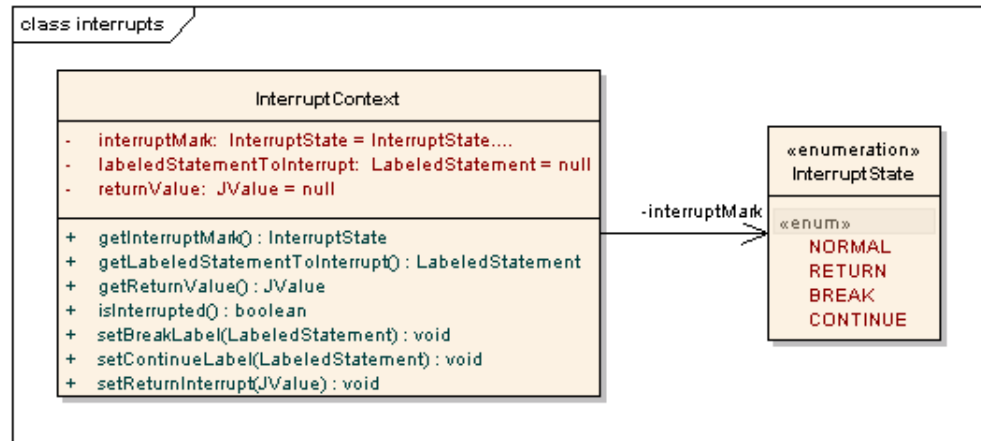 class interrupts
InterruptContext
- interruptMark: InterruptState = InterruptState....
- labeledStatementToInterrupt: LabeledStatement = null
- returnValue: JValue = null
+ getInterruptMark() : InterruptState
+ getLabeledStatementToInterrupt() : LabeledStatement
+ getReturnValue() : JValue
+ isInterrupted() : boolean
+ setBreakLabel(LabeledStatement) : void
+ setContinueLabel(LabeledStatement) : void
+ setReturnInterrupt(JValue) : void
-interruptMark
«enumeration»
InterruptState
«enum»
NORMAL
RETURN
BREAK
CONTINUE